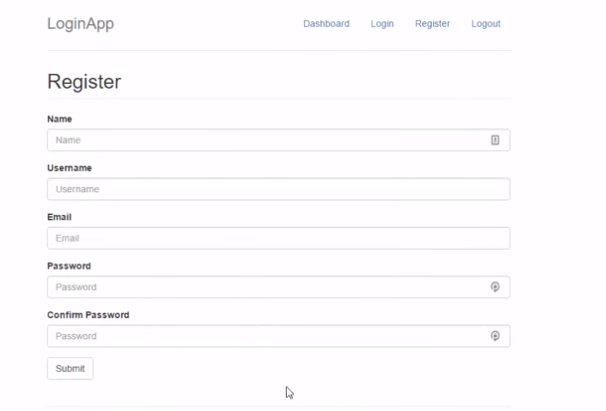 LoginApp Dashboard Login Register Logout
Register
Name
Name
Username
Username
Email
Email
Password
Password
Confirm Password
Password
Submit